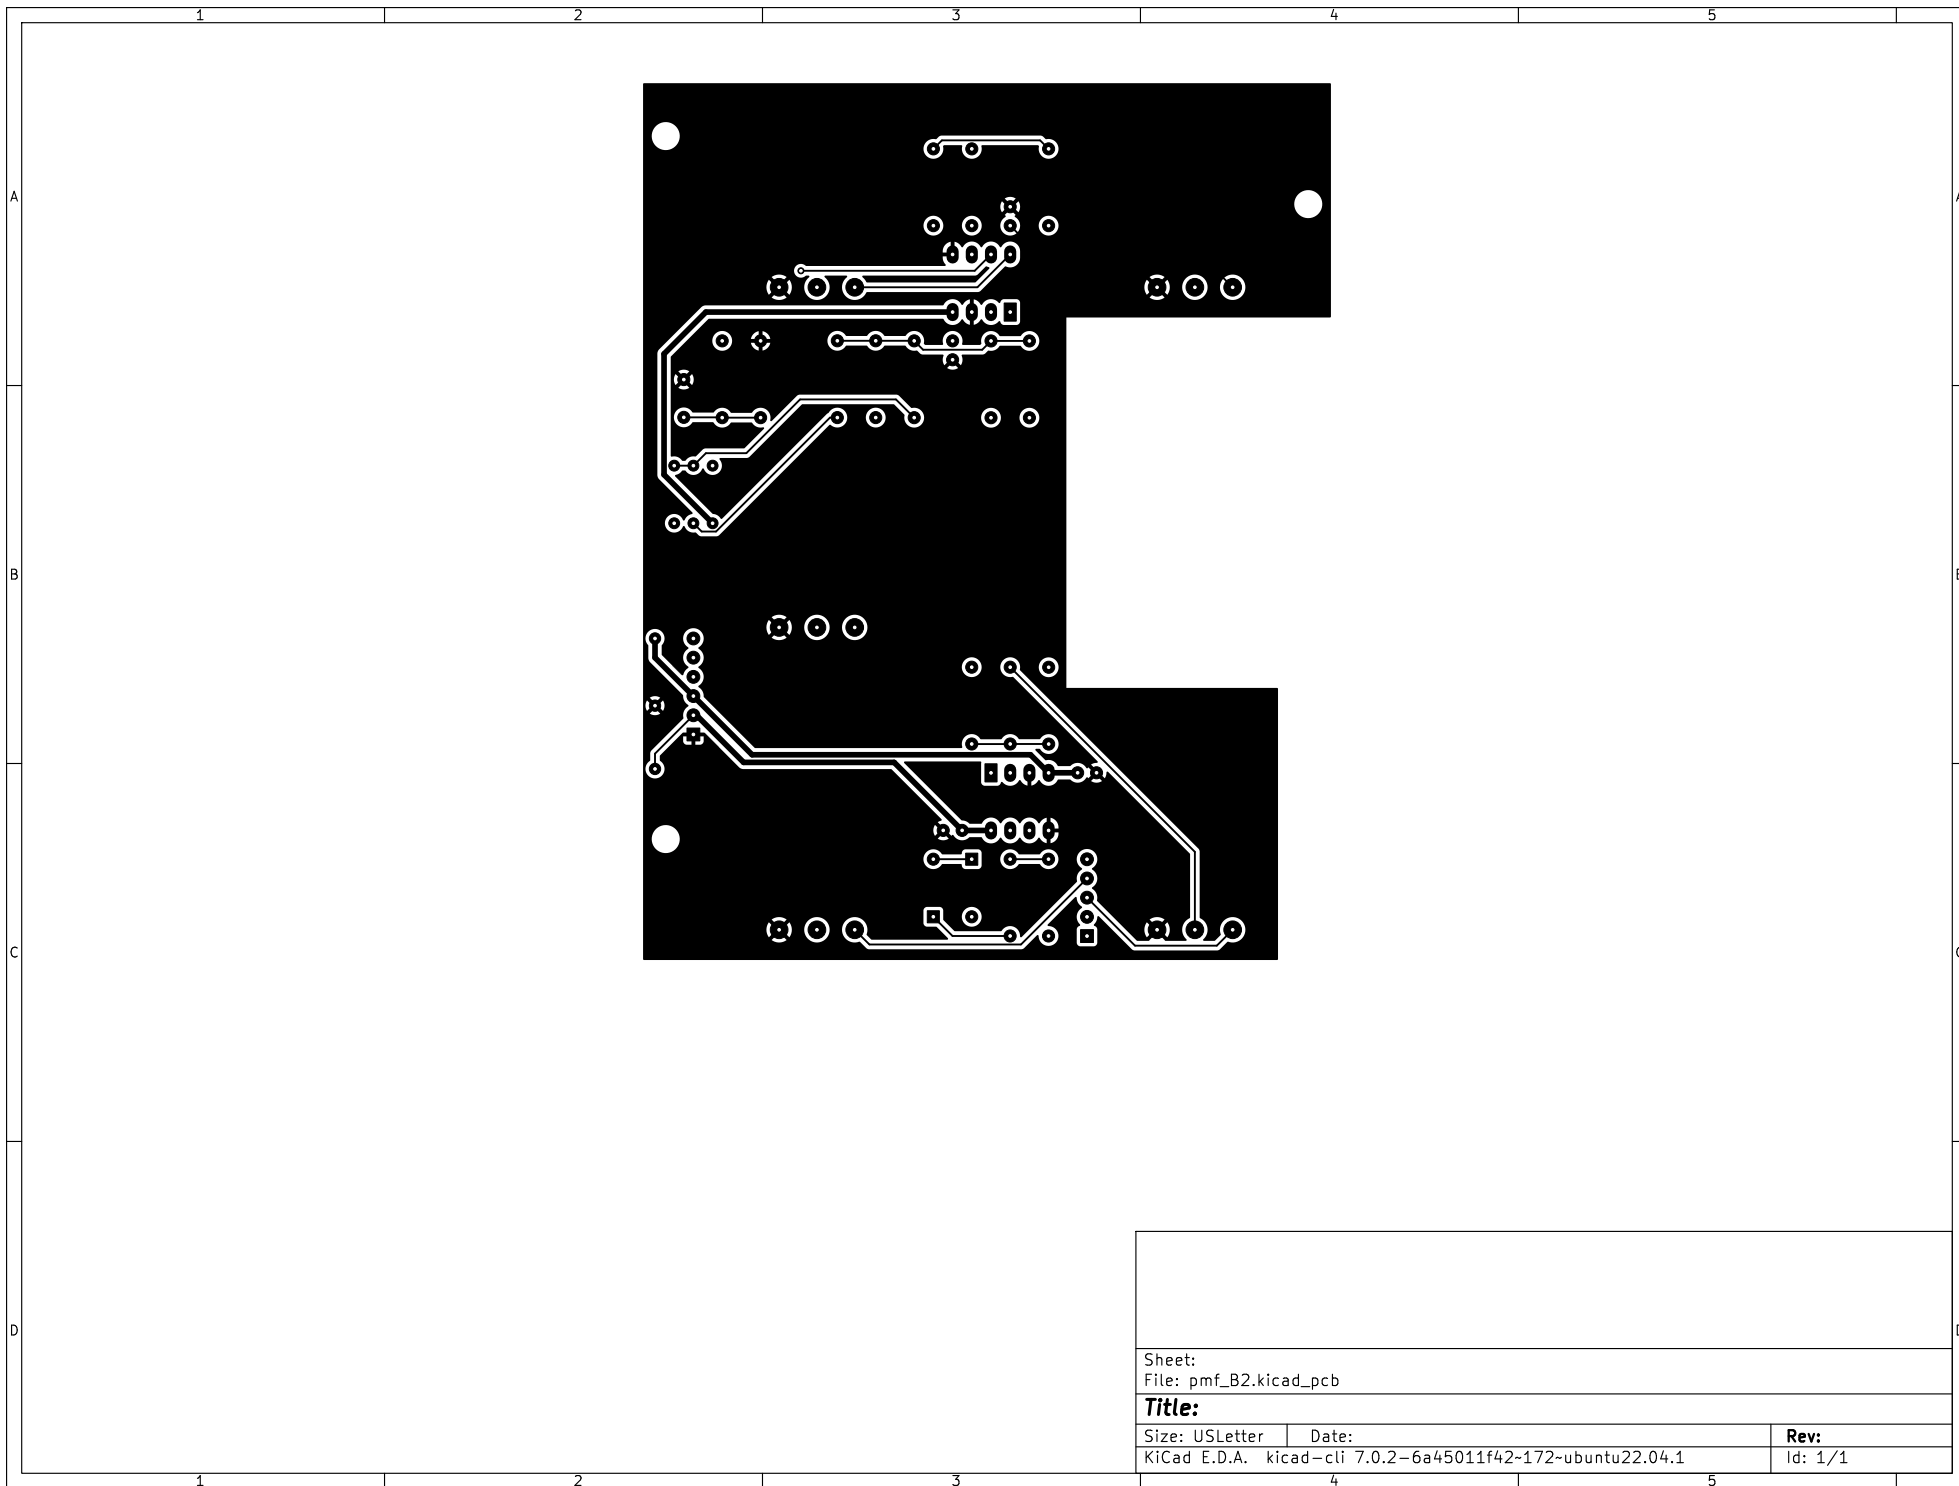 1 2 3 4 5
A A
B B
C C
D D
Sheet:
File: pmf_B2.kicad_pcb
Title:
Size: USLetter Date: Rev:
KiCad E.D.A. kicad-cli 7.0.2-6a45011f42~172~ubuntu22.04.1 Id: 1/1
1 2 3 4 5